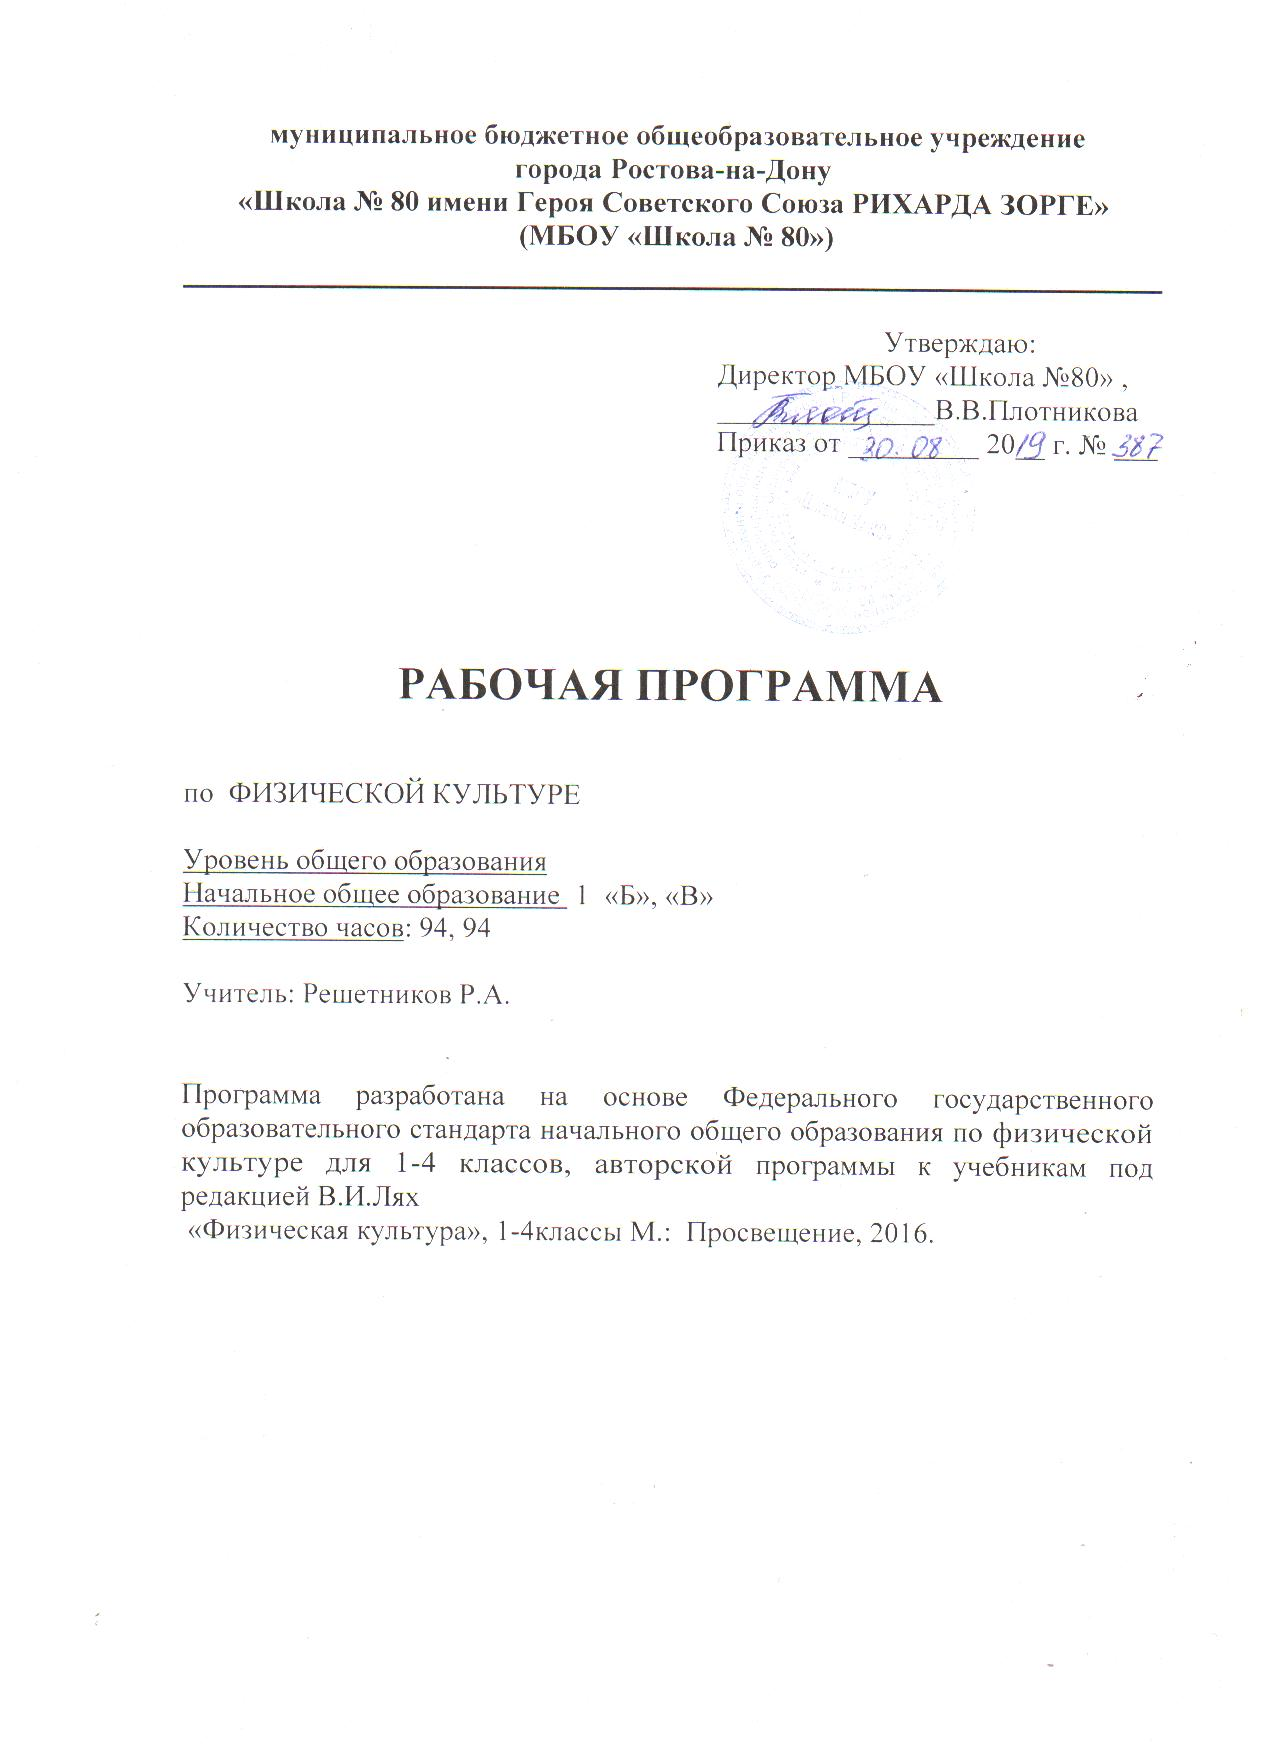 муниципальное бюджетное общеобразовательное учреждение
города Ростова-на-Дону
«Школа № 80 имени Героя Советского Союза РИХАРДА ЗОРГЕ»
(МБОУ «Школа № 80»)
Утверждаю:
Директор МБОУ «Школа №80» ,
_______________В.В.Плотникова
Приказ от 30.08 2019 г. № 387
РАБОЧАЯ ПРОГРАММА
по ФИЗИЧЕСКОЙ КУЛЬТУРЕ
Уровень общего образования
Начальное общее образование 1 «Б», «В»
Количество часов: 94, 94
Учитель: Решетников Р.А.
Программа разработана на основе Федерального государственного
образовательного стандарта начального общего образования по физической
культуре для 1-4 классов, авторской программы к учебникам под
редакцией В.И.Лях
«Физическая культура», 1-4классы М.: Просвещение, 2016.